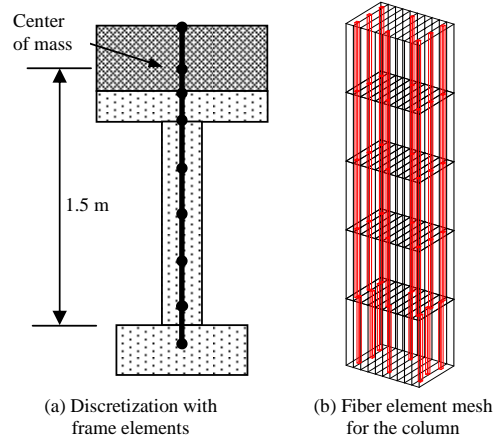 Center
of mass
1.5 m
(a) Discretization with
frame elements
(b) Fiber element mesh
for the column